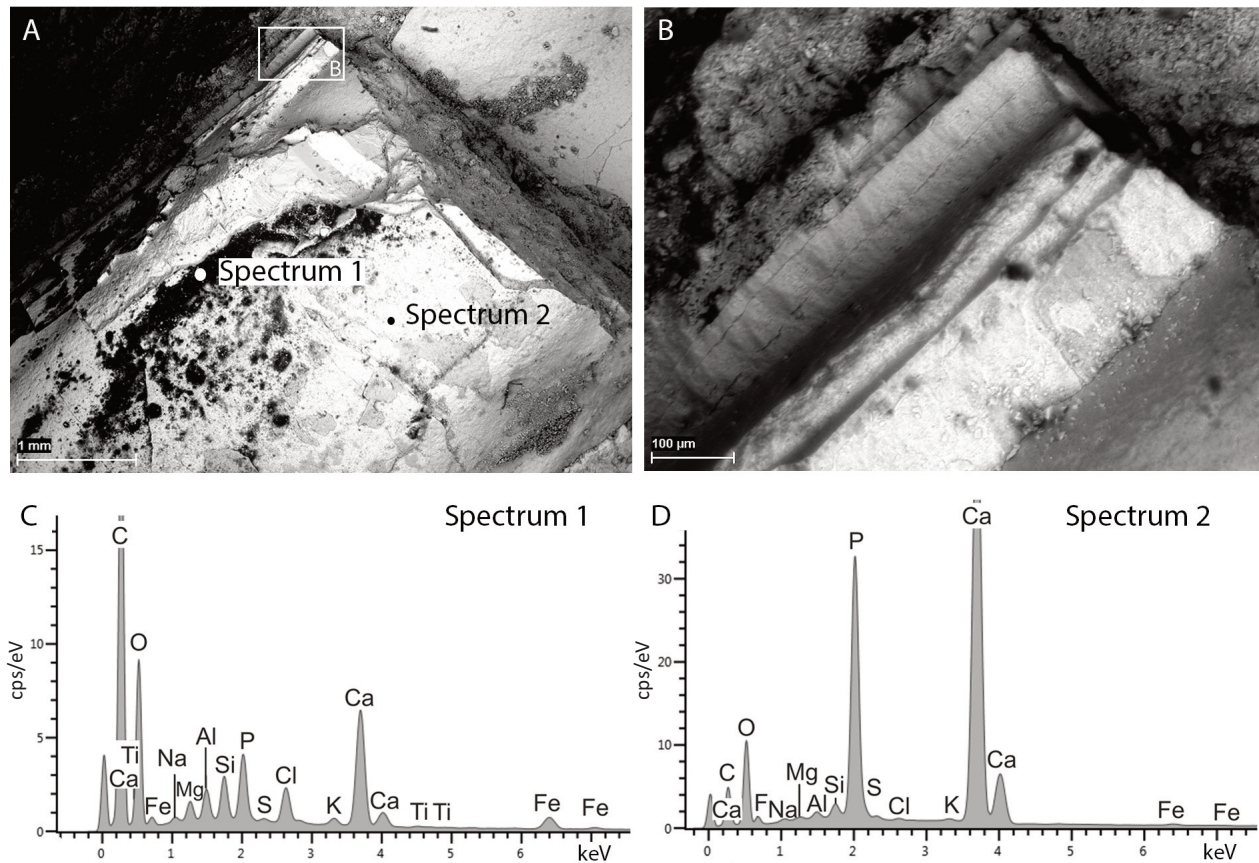 A
B
Spectrum 1
Spectrum 2
1 mm
B
100 µm
C
Spectrum 1
cps/eV
15
10
5
0
C
O
Ti
Ca
Fe
Na
Mg
Al
Si
P
S
Cl
K
Ca
Ca
Ti Ti
Fe
Fe
0 1 2 3 4 5 6 keV
D
Spectrum 2
cps/eV
30
20
10
0
C
Ca
O
F
Na
Mg
Al
Si
P
S
Cl
K
Ca
Ca
Fe
Fe
0 1 2 3 4 5 6 keV